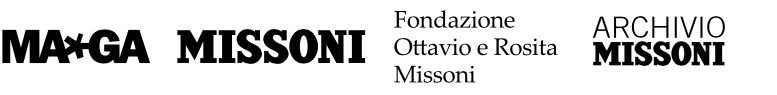 MA*GA MISSONI
Fondazione
Ottavio e Rosita
Missoni
ARCHIVIO
MISSONI